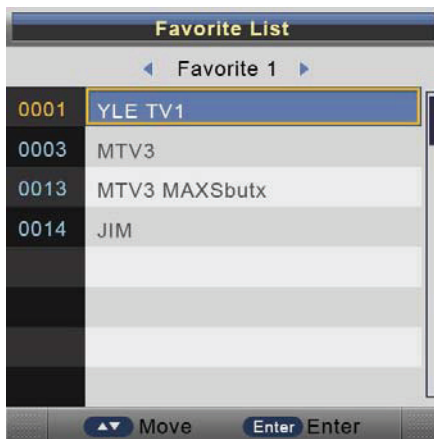 Favorite List
Favorite 1
0001 YLE TV1
0003 MTV3
0013 MTV3 MAXSbutx
0014 JIM
Move Enter Enter